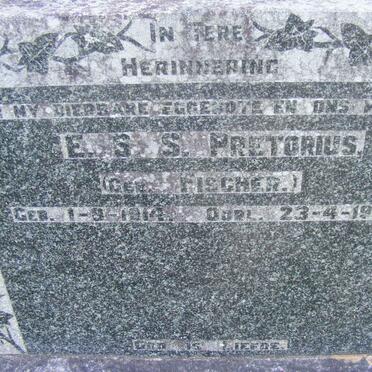 IN TERE
HERINNERING
MY DIERBARE EGGENOTE EN ONS
E. S. S. PRETORIUS.
(GEB. FISCHER.)
GEB. 1-9-1914. OORL. 23-4-19
GOD IS LIEFDE.